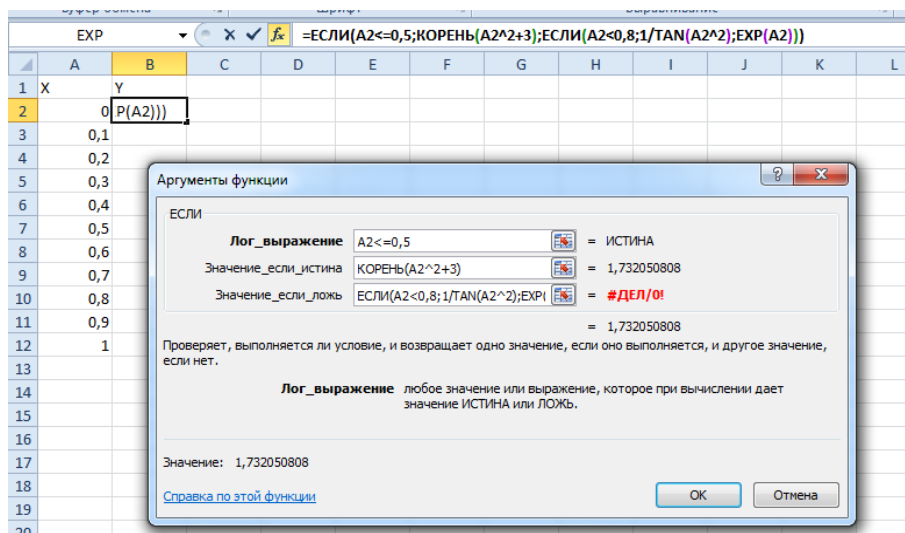 EXP =ЕСЛИ(A2<=0,5;КОРЕНЬ(A2^2+3);ЕСЛИ(A2<0,8;1/TAN(A2^2);EXP(A2)))
A B C D E F G H I J K L
1 X Y
2 0 P(A2)))
3 0,1
4 0,2
5 0,3
6 0,4
7 0,5
8 0,6
9 0,7
10 0,8
11 0,9
12 1
13
14
15
16
17
18
19
20
Аргументы функции
ЕСЛИ
Лог_выражение A2<=0,5 = ИСТИНА
Значение_если_истина КОРЕНЬ(A2^2+3) = 1,732050808
Значение_если_ложь ЕСЛИ(A2<0,8;1/TAN(A2^2);EXP( = #ДЕЛ/0!
= 1,732050808
Проверяет, выполняется ли условие, и возвращает одно значение, если оно выполняется, и другое значение,
если нет.
Лог_выражение любое значение или выражение, которое при вычислении дает
значение ИСТИНА или ЛОЖЬ.
Значение: 1,732050808
Справка по этой функции OK Отмена